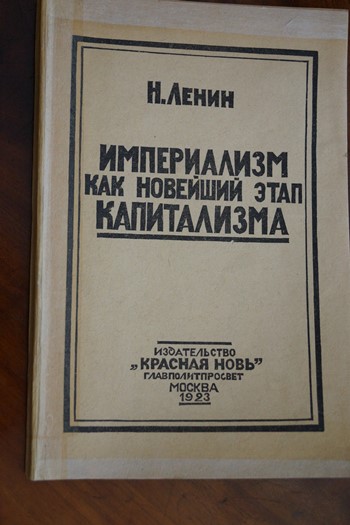 Н. ЛЕНИН
ИМПЕРИАЛИЗМ
КАК НОВЕЙШИЙ ЭТАП
КАПИТАЛИЗМА
ИЗДАТЕЛЬСТВО
„КРАСНАЯ НОВЬ"
ГЛАВПОЛИТПРОСВЕТ
МОСКВА
1923